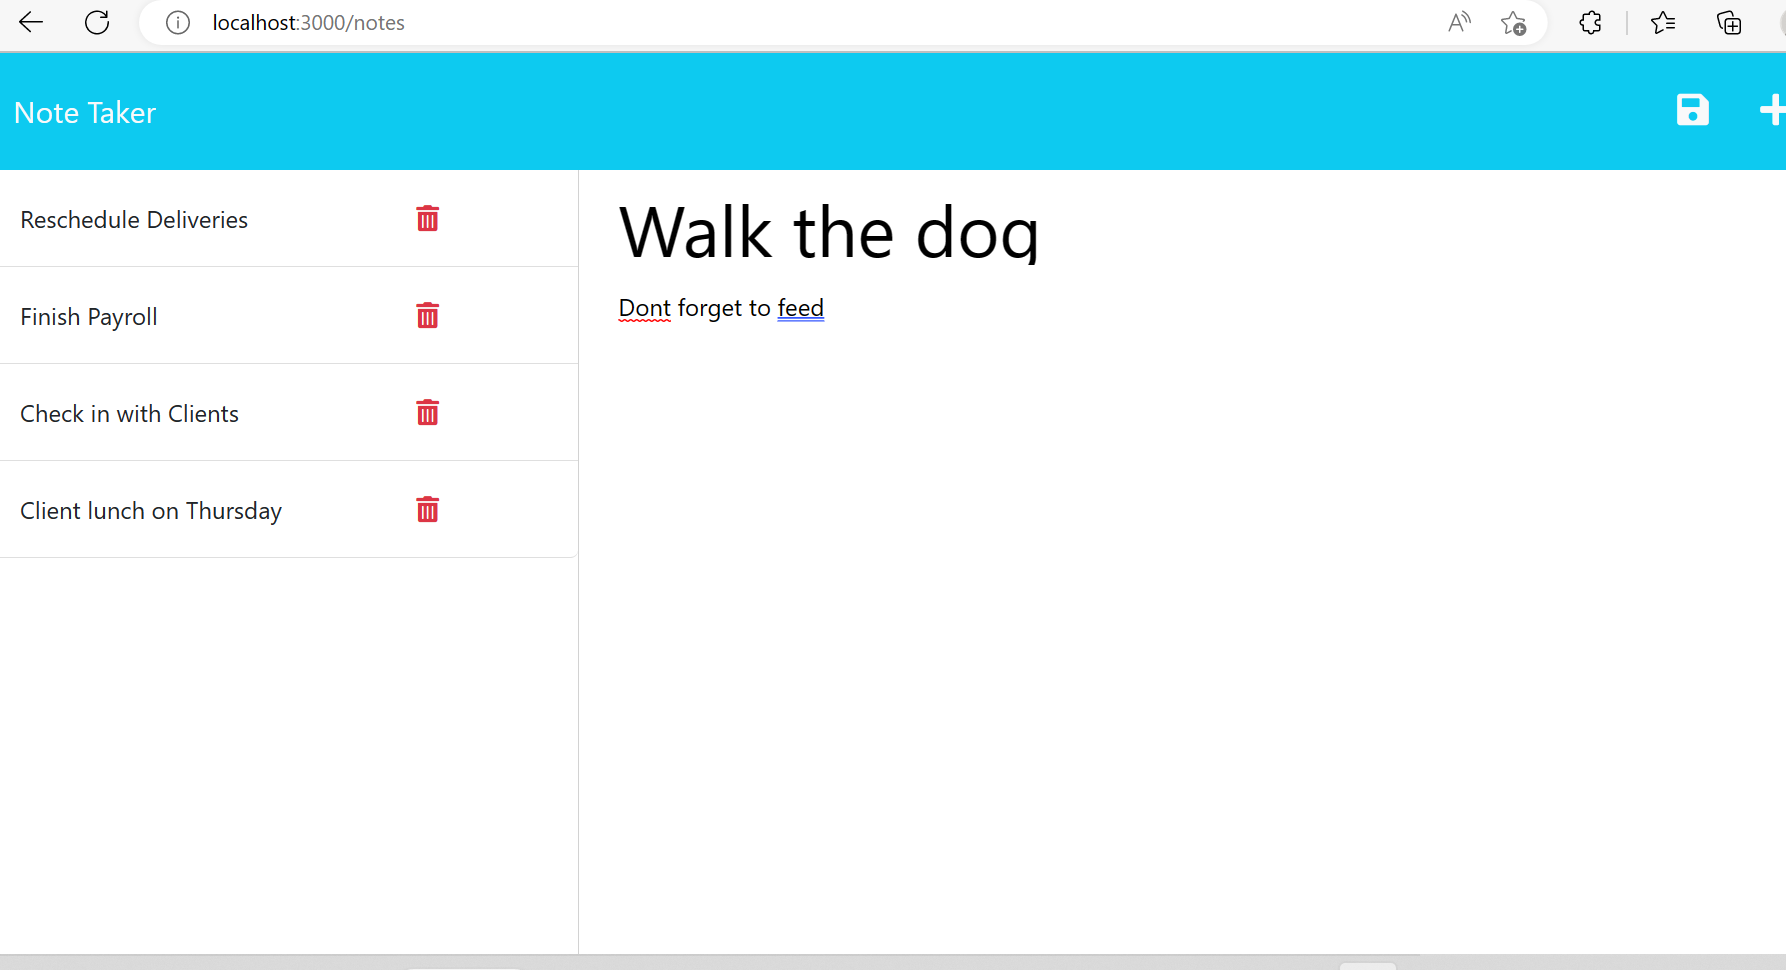 localhost:3000/notes
Note Taker
Reschedule Deliveries
Finish Payroll
Check in with Clients
Client lunch on Thursday
Walk the dog
Dont forget to feed